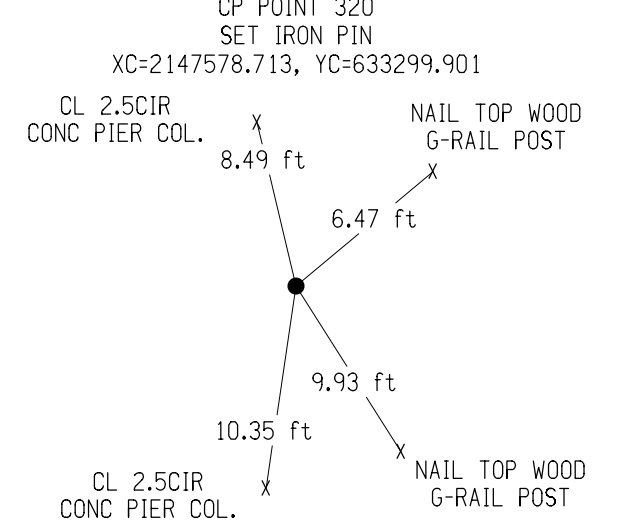 CP POINT 320
SET IRON PIN
XC=2147578.713, YC=633299.901
CL 2.5CIR
CONC PIER COL.
NAIL TOP WOOD
G-RAIL POST
X
8.49 ft
X
6.47 ft
9.93 ft
10.35 ft
X
NAIL TOP WOOD
G-RAIL POST
CL 2.5CIR
CONC PIER COL.
X